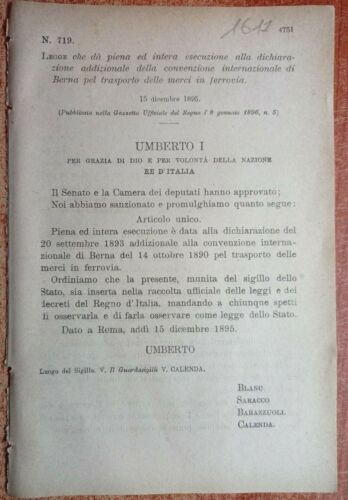 1612
4751
N. 719.
LEGGE che dà piena ed intera esecuzione alla dichiara-
zione addizionale della convenzione internazionale di
Berna pel trasporto delle merci in ferrovia.
15 dicembre 1895.
(Pubblicata nella Gazzetta Ufficiale del Regno l' 8 gennaio 1896, n. 5)
UMBERTO I
PER GRAZIA DI DIO E PER VOLONTÀ DELLA NAZIONE
RE D'ITALIA
Il Senato e la Camera dei deputati hanno approvato;
Noi abbiamo sanzionato e promulghiamo quanto segue:
Articolo unico.
Piena ed intera esecuzione è data alla dichiarazione del
20 settembre 1893 addizionale alla convenzione interna-
zionale di Berna del 14 ottobre 1890 pel trasporto delle
merci in ferrovia.
Ordiniamo che la presente, munita del sigillo dello
Stato, sia inserta nella raccolta ufficiale delle leggi e dei
decreti del Regno d'Italia, mandando a chiunque spetti
di osservarla e di farla osservare come legge dello Stato.
Dato a Roma, addì 15 dicembre 1895.
UMBERTO
Luogo del Sigillo. V. Il Guardasigilli V. CALENDA.
BLANC
SARACCO
BARAZZUOLI
CALENDA.